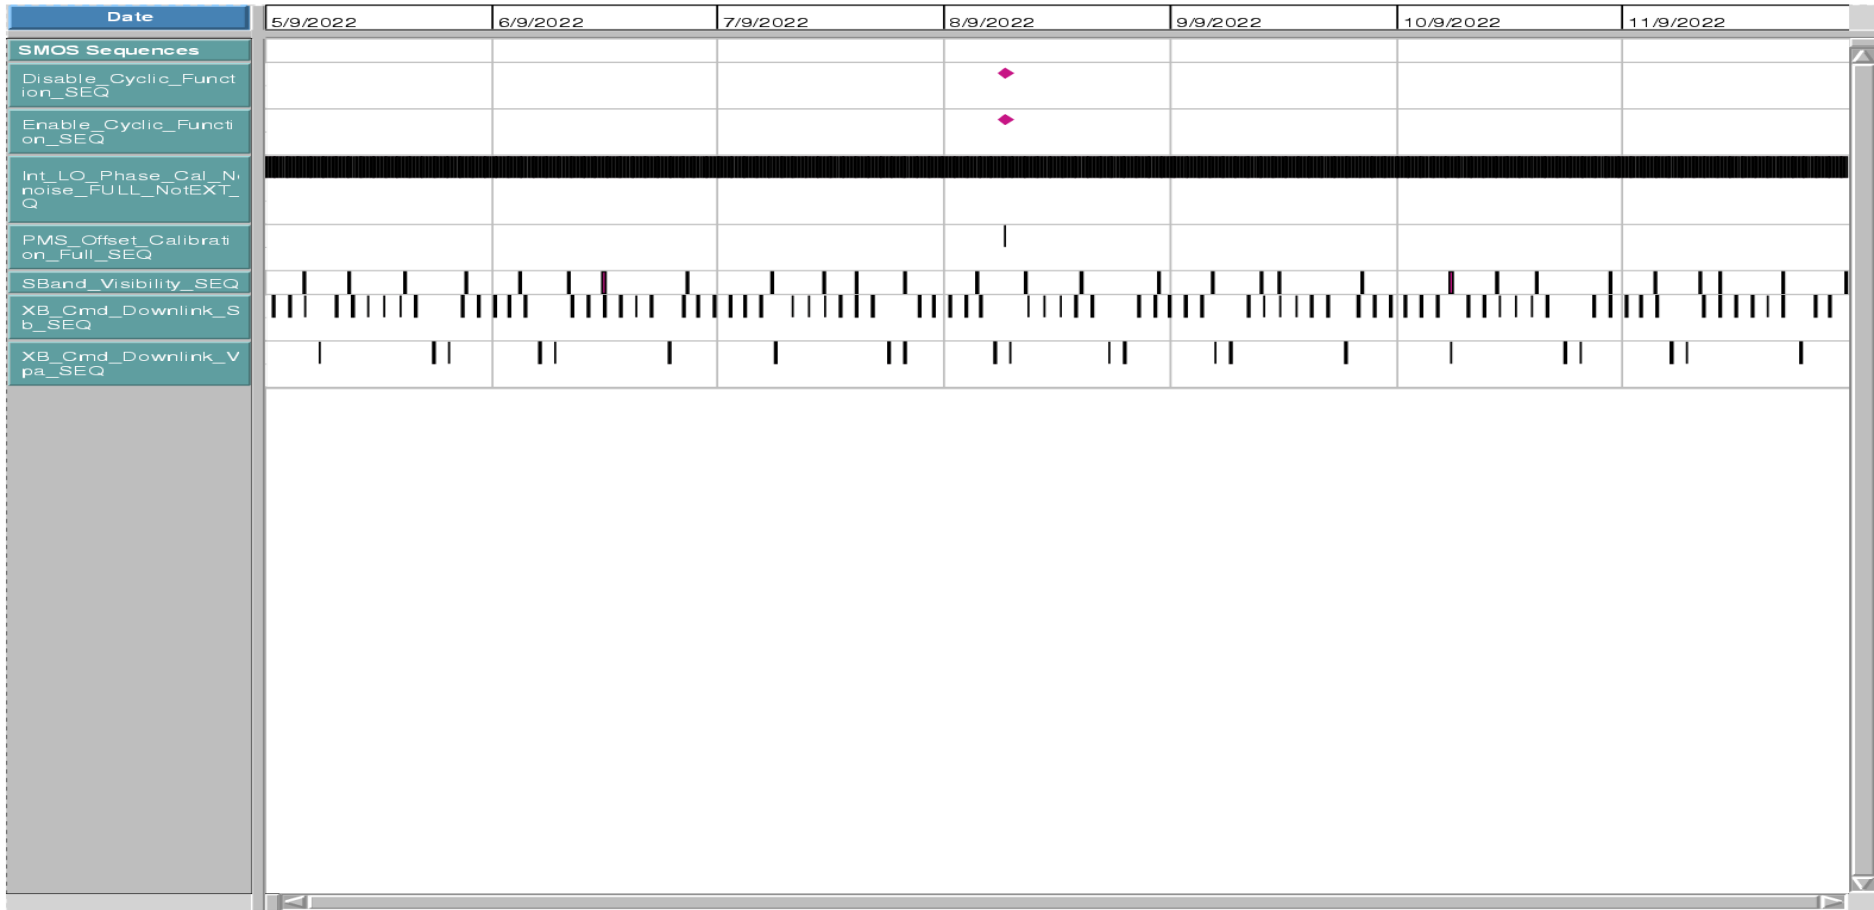 Date
5/9/2022 6/9/2022 7/9/2022 8/9/2022 9/9/2022 10/9/2022 11/9/2022
SMOS Sequences
Disable_Cyclic_Funct
ion_SEQ
Enable_Cyclic_Functi
on_SEQ
Int_LO_Phase_Cal_N
noise_FULL_NotEXT_
Q
PMS_Offset_Calibrati
on_Full_SEQ
SBand_Visibility_SEQ
XB_Cmd_Downlink_S
b_SEQ
XB_Cmd_Downlink_V
pa_SEQ